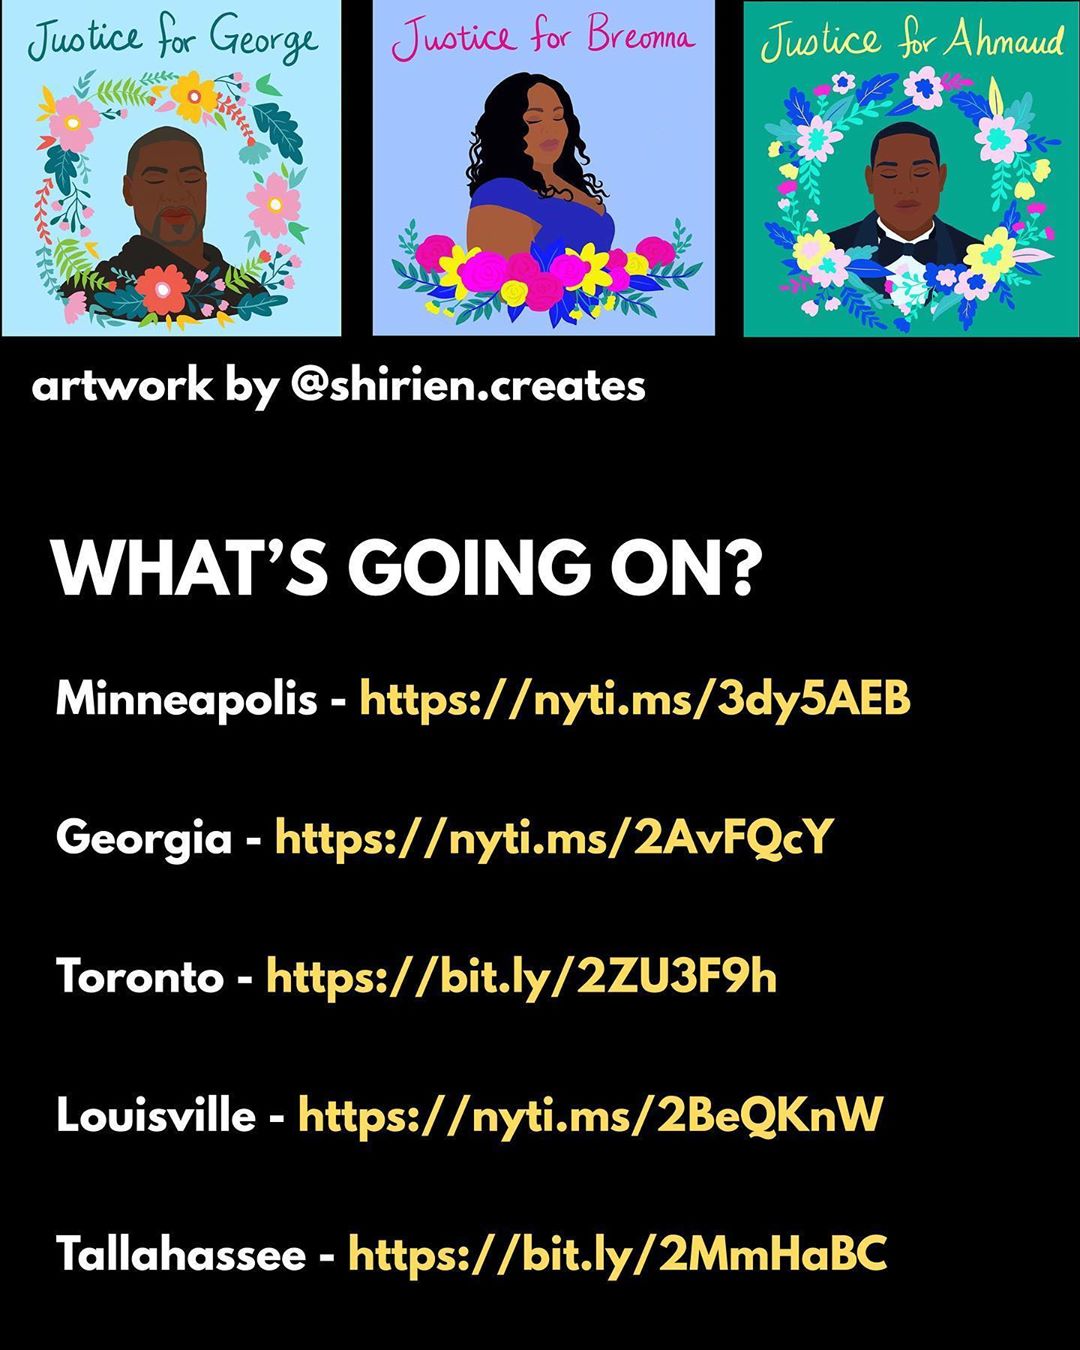 Justice for George
Justice for Breonna
Justice for Ahmaud
artwork by @shirien.creates
WHAT’S GOING ON?
Minneapolis - https://nyti.ms/3dy5AEB
Georgia - https://nyti.ms/2AvFQcY
Toronto - https://bit.ly/2ZU3F9h
Louisville - https://nyti.ms/2BeQKnW
Tallahassee - https://bit.ly/2MmHaBC